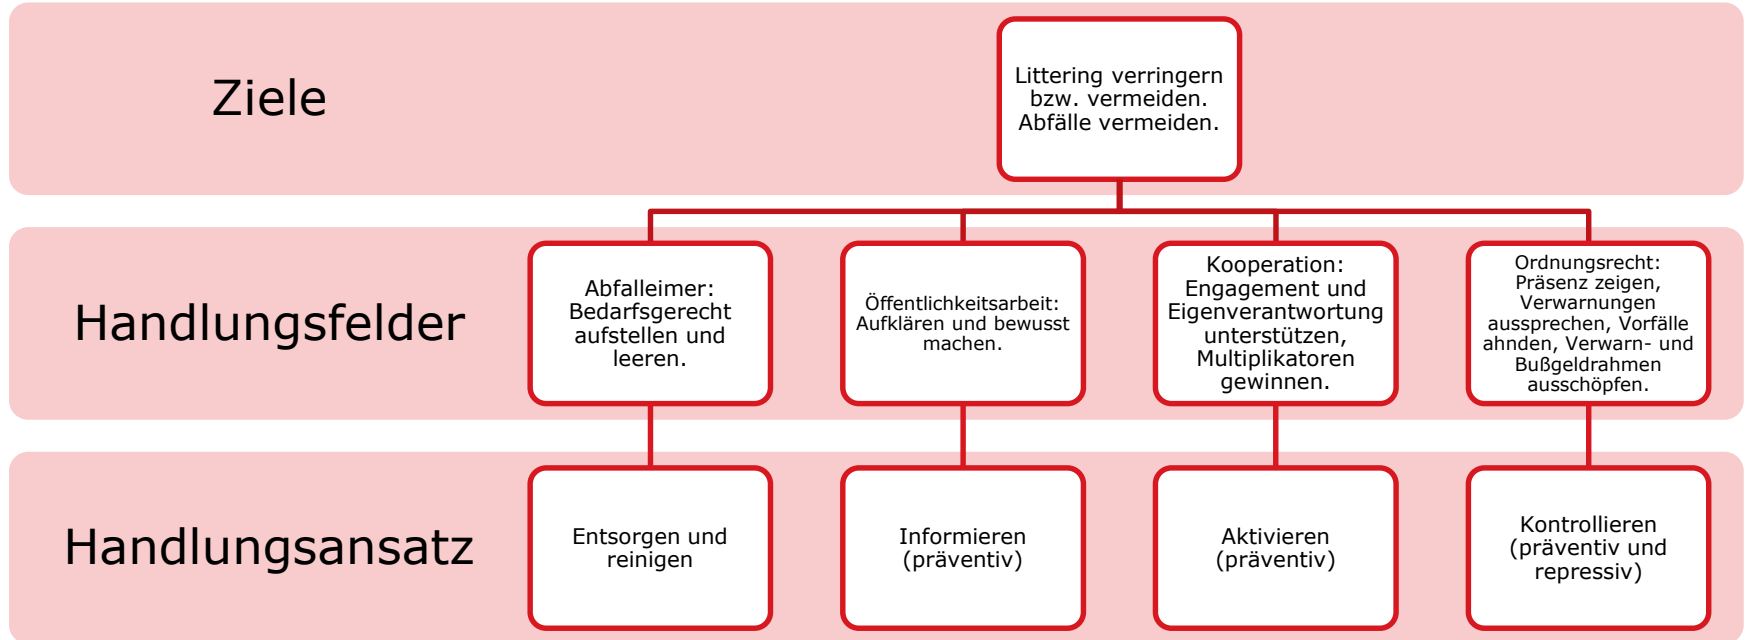 Ziele
Littering verringern
bzw. vermeiden.
Abfälle vermeiden.
Handlungsfelder
Abfalleimer:
Bedarfsgerecht
aufstellen und
leeren.
Öffentlichkeitsarbeit:
Aufklären und bewusst
machen.
Kooperation:
Engagement und
Eigenverantwortung
unterstützen,
Multiplikatoren
gewinnen.
Ordnungsrecht:
Präsenz zeigen,
Verwarnungen
aussprechen, Vorfälle
ahnden, Verwarn- und
Bußgeldrahmen
ausschöpfen.
Handlungsansatz
Entsorgen und
reinigen
Informieren
(präventiv)
Aktivieren
(präventiv)
Kontrollieren
(präventiv und
repressiv)